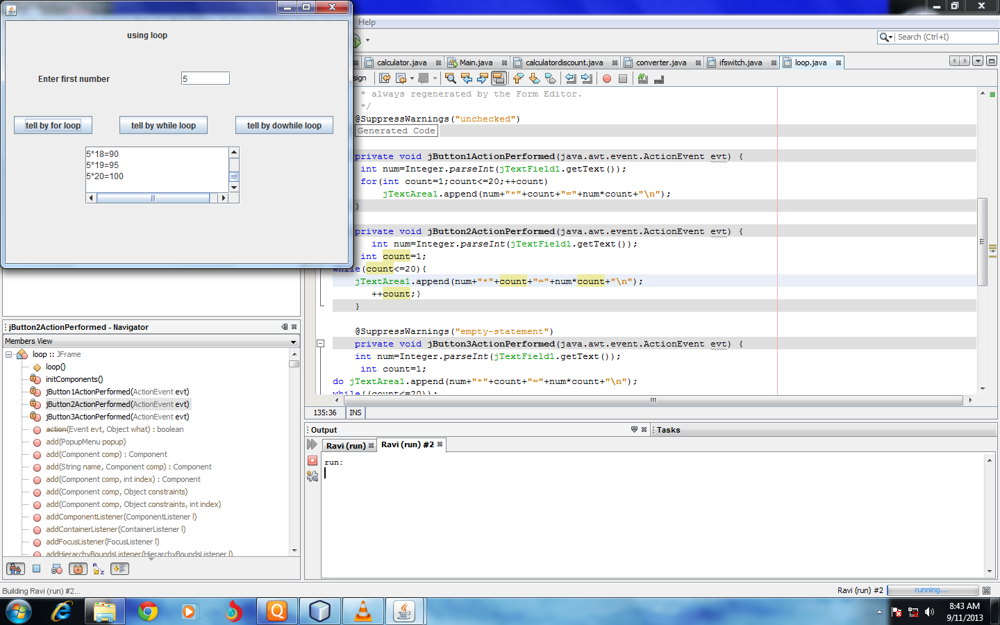 using loop
Enter first number
5
tell by for loop
tell by while loop
tell by dowhile loop
5*18=90
5*19=95
5*20=100
Help
Search (Ctrl+I)
calculator.java
Main.java
calculatordiscount.java
converter.java
ifswitch.java
loop.java
sign
* always regenerated by the Form Editor.
*/
@SuppressWarnings("unchecked")
Generated Code
private void jButton1ActionPerformed(java.awt.event.ActionEvent evt) {
int num=Integer.parseInt(jTextField1.getText());
for(int count=1;count<=20;++count)
jTextArea1.append(num+"*"+count+"="+num*count+"\n");
}
private void jButton2ActionPerformed(java.awt.event.ActionEvent evt) {
int num=Integer.parseInt(jTextField1.getText());
int count=1;
while(count<=20){
jTextArea1.append(num+"*"+count+"="+num*count+"\n");
++count;}
}
@SuppressWarnings("empty-statement")
private void jButton3ActionPerformed(java.awt.event.ActionEvent evt) {
int num=Integer.parseInt(jTextField1.getText());
int count=1;
do jTextArea1.append(num+"*"+count+"="+num*count+"\n");
while((count<=20));
135:36
INS
jButton2ActionPerformed - Navigator
Members View
loop :: JFrame
loop()
initComponents()
jButton1ActionPerformed(ActionEvent evt)
jButton2ActionPerformed(ActionEvent evt)
jButton3ActionPerformed(ActionEvent evt)
action(Event evt, Object what) : boolean
add(PopupMenu popup)
add(Component comp) : Component
add(String name, Component comp) : Component
add(Component comp, int index) : Component
add(Component comp, Object constraints)
add(Component comp, Object constraints, int index)
addComponentListener(ComponentListener l)
addContainerListener(ContainerListener l)
addFocusListener(FocusListener l)
addHierarchyBoundsListener(HierarchyBoundsListener l)
Output
Tasks
Ravi (run)
Ravi (run) #2
run:
Building Ravi (run) #2...
Ravi (run) #2
running...
8:43 AM
9/11/2013